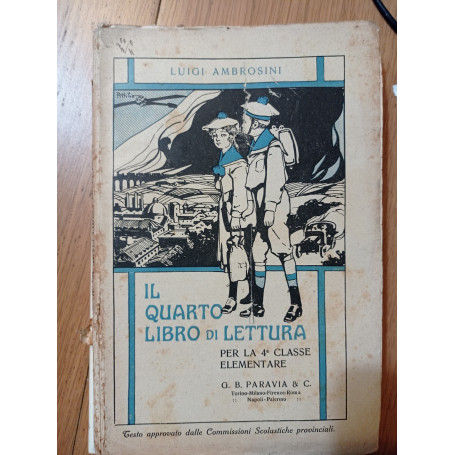 LUIGI AMBROSINI
IL
QUARTO
LIBRO DI LETTURA
PER LA 4ª CLASSE
ELEMENTARE
G. B. PARAVIA & C.
Torino-Milano-Firenze-Roma
:: Napoli-Palermo ::
Testo approvato dalle Commissioni Scolastiche provinciali.